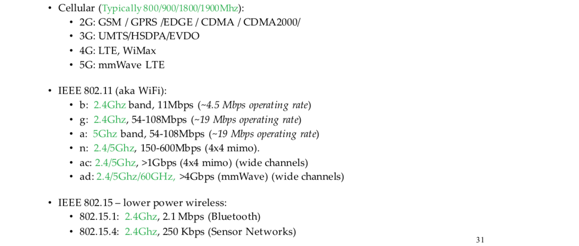 • Cellular (Typically 800/900/1800/1900Mhz):
• 2G: GSM / GPRS /EDGE / CDMA / CDMA2000/
• 3G: UMTS/HSDPA/EVDO
• 4G: LTE, WiMax
• 5G: mmWave LTE
• IEEE 802.11 (aka WiFi):
• b: 2.4Ghz band, 11Mbps (~4.5 Mbps operating rate)
• g: 2.4Ghz, 54-108Mbps (~19 Mbps operating rate)
• a: 5Ghz band, 54-108Mbps (~19 Mbps operating rate)
• n: 2.4/5Ghz, 150-600Mbps (4x4 mimo).
• ac: 2.4/5Ghz, >1Gbps (4x4 mimo) (wide channels)
• ad: 2.4/5Ghz/60GHz, >4Gbps (mmWave) (wide channels)
• IEEE 802.15 – lower power wireless:
• 802.15.1: 2.4Ghz, 2.1 Mbps (Bluetooth)
• 802.15.4: 2.4Ghz, 250 Kbps (Sensor Networks)
31